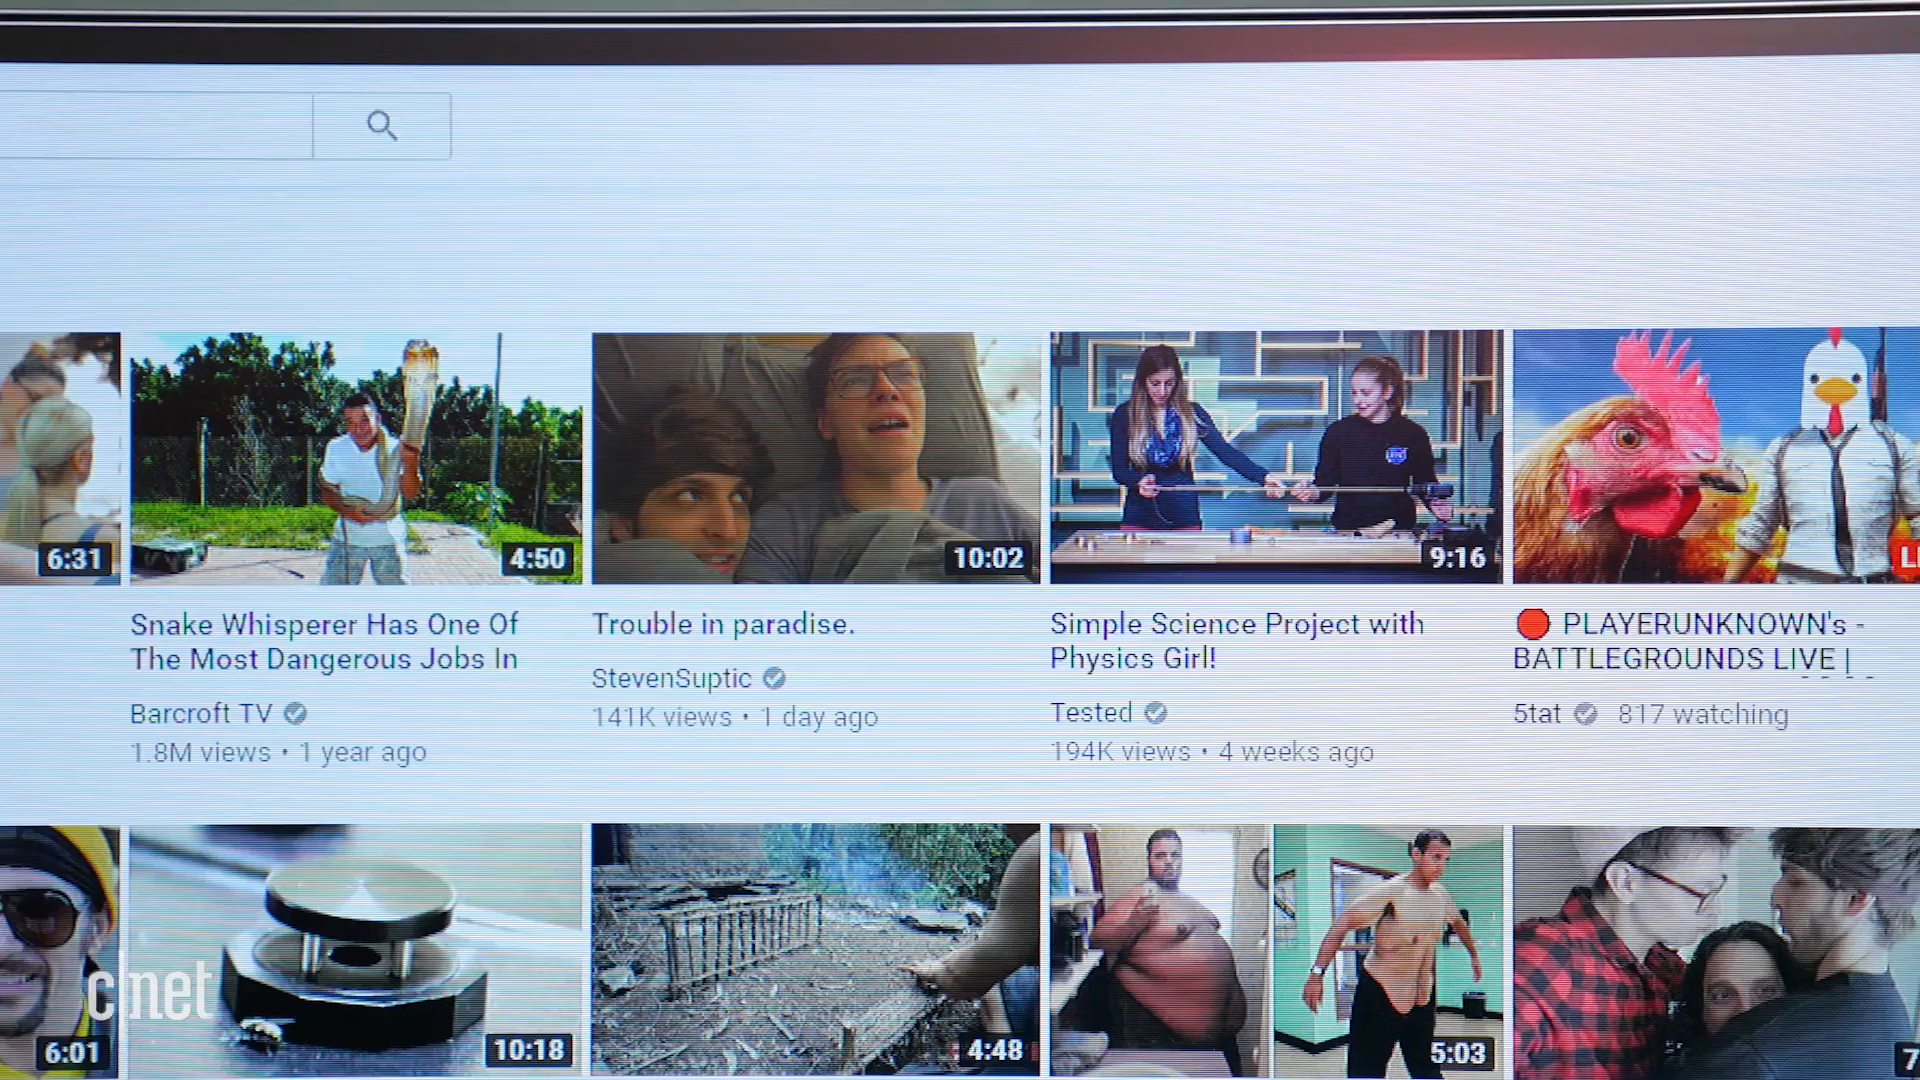 6:31
4:50
10:02
9:16
Snake Whisperer Has One Of
The Most Dangerous Jobs In
Barcroft TV
1.8M views • 1 year ago
Trouble in paradise.
StevenSuptic
141K views • 1 day ago
Simple Science Project with
Physics Girl!
Tested
194K views • 4 weeks ago
PLAYERUNKNOWN's -
BATTLEGROUNDS LIVE |
5tat 817 watching
c|net
6:01
10:18
4:48
5:03